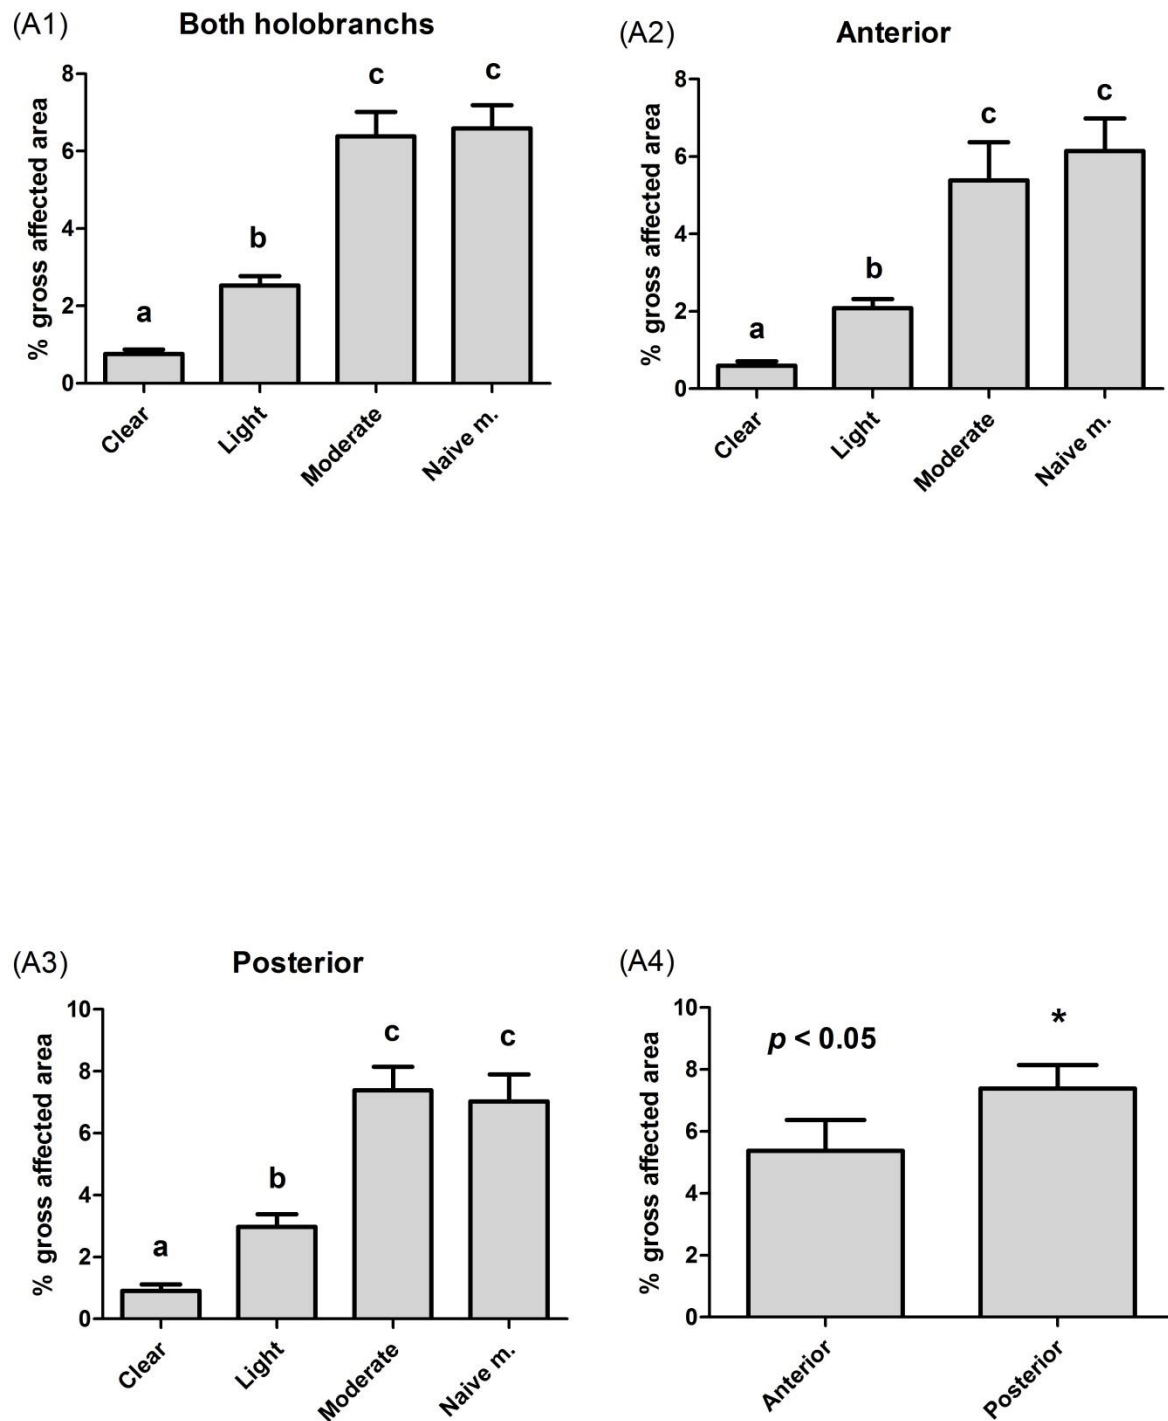 (A1)
Both holobranchs
% gross affected area
8
6
4
2
0
a
b
c
c
Clear
Light
Moderate
Naive m.
(A2)
Anterior
% gross affected area
8
6
4
2
0
a
b
c
c
Clear
Light
Moderate
Naive m.
(A3)
Posterior
% gross affected area
10
8
6
4
2
0
a
b
c
c
Clear
Light
Moderate
Naive m.
(A4)
% gross affected area
10
8
6
4
2
0
p < 0.05
*
Anterior
Posterior